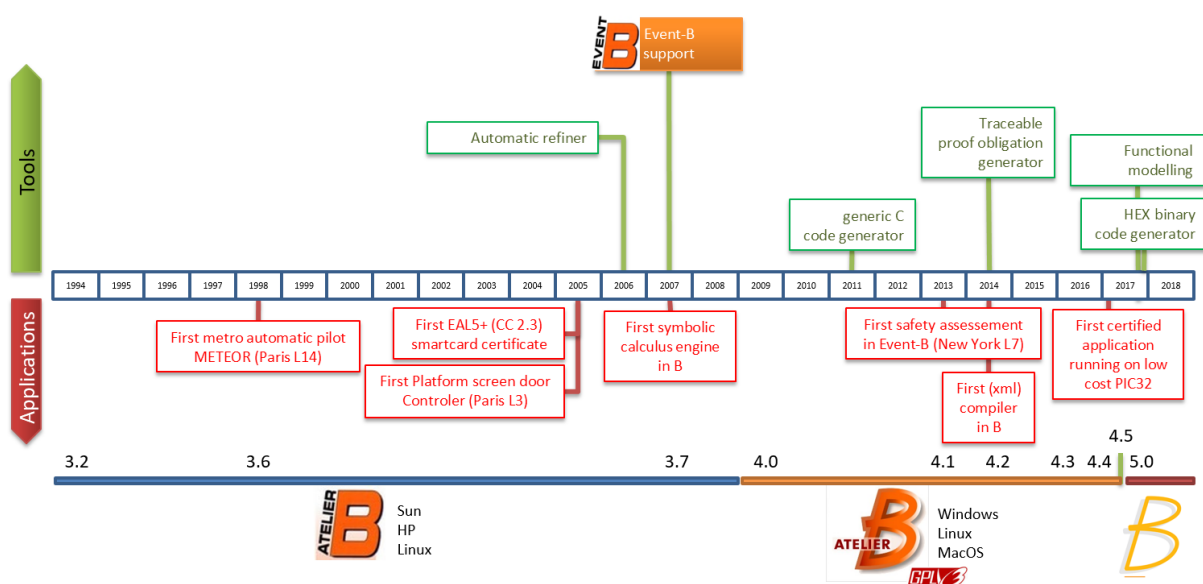 EVENT
B
Event-B
support
Tools
Automatic refiner
Traceable
proof obligation
generator
Functional
modelling
generic C
code generator
HEX binary
code generator
1994 1995 1996 1997 1998 1999 2000 2001 2002 2003 2004 2005 2006 2007 2008 2009 2010 2011 2012 2013 2014 2015 2016 2017 2018
Applications
First metro automatic pilot
METEOR (Paris L14)
First EAL5+ (CC 2.3)
smartcard certificate
First Platform screen door
Controler (Paris L3)
First symbolic
calculus engine
in B
First safety assessement
in Event-B (New York L7)
First (xml)
compiler
in B
First certified
application
running on low
cost PIC32
3.2 3.6 3.7 4.0 4.1 4.2 4.3 4.4 4.5 5.0
ATELIER
B
Sun
HP
Linux
ATELIER
B
GPLV3
Windows
Linux
MacOS
B